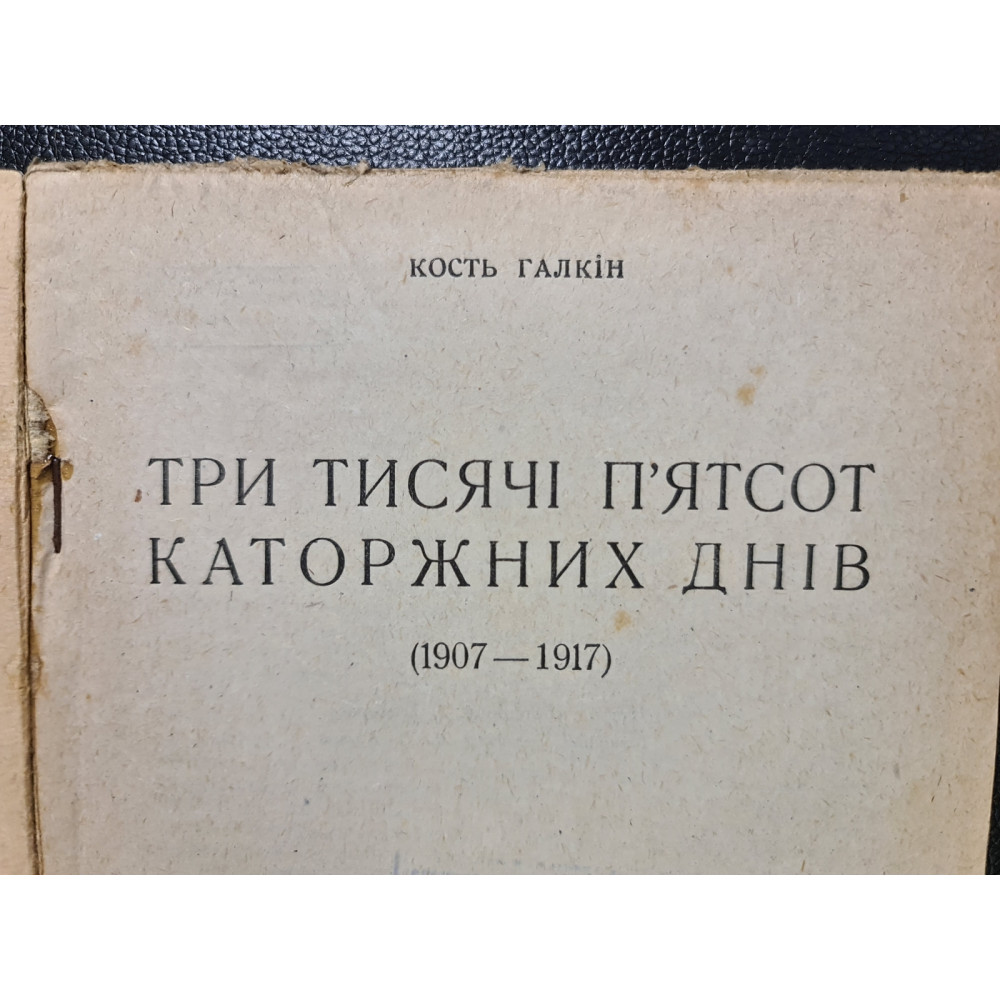 КОСТЬ ГАЛКІН
ТРИ ТИСЯЧІ П'ЯТСОТ
КАТОРЖНИХ ДНІВ
(1907—1917)